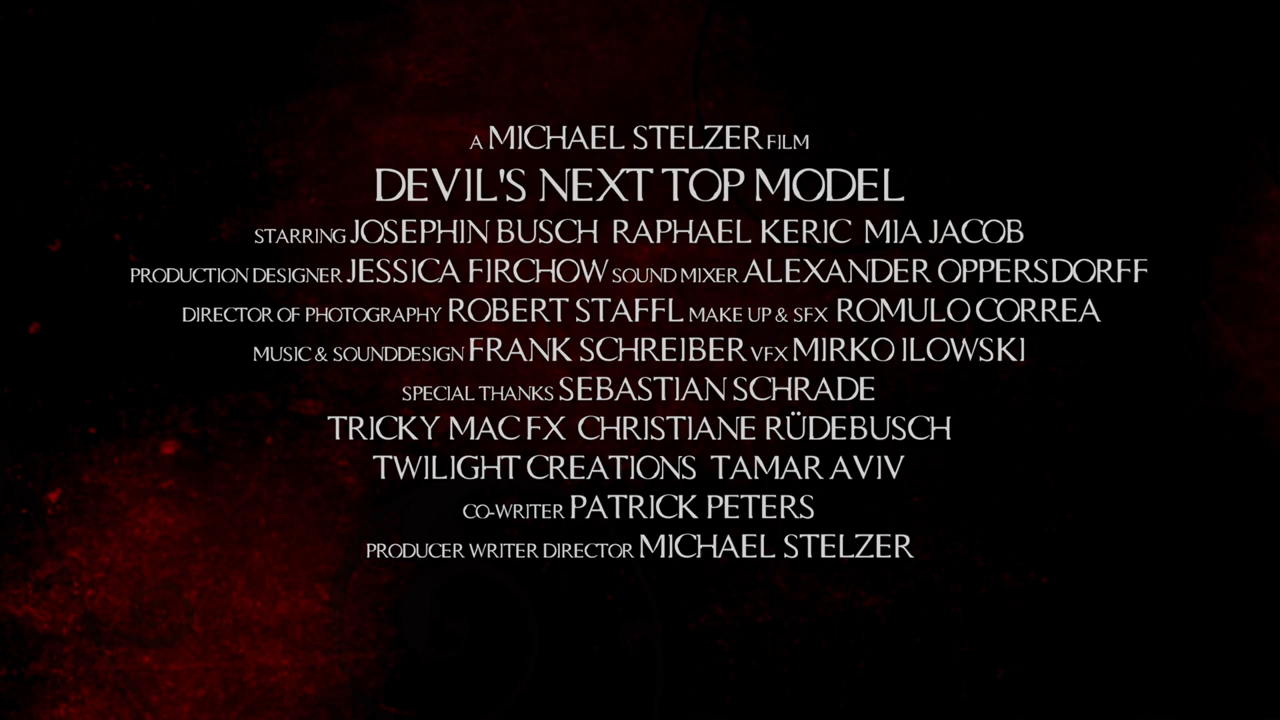 A MICHAEL STELZER FILM
DEVIL'S NEXT TOP MODEL
STARRING JOSEPHIN BUSCH RAPHAEL KERIC MIA JACOB
PRODUCTION DESIGNER JESSICA FIRCHOW SOUND MIXER ALEXANDER OPPERSDORFF
DIRECTOR OF PHOTOGRAPHY ROBERT STAFFL MAKE UP & SFX ROMULO CORREA
MUSIC & SOUNDDESIGN FRANK SCHREIBER VFX MIRKO ILOWSKI
SPECIAL THANKS SEBASTIAN SCHRADE
TRICKY MAC FX CHRISTIANE RÜDEBUSCH
TWILIGHT CREATIONS TAMAR AVIV
CO-WRITER PATRICK PETERS
PRODUCER WRITER DIRECTOR MICHAEL STELZER